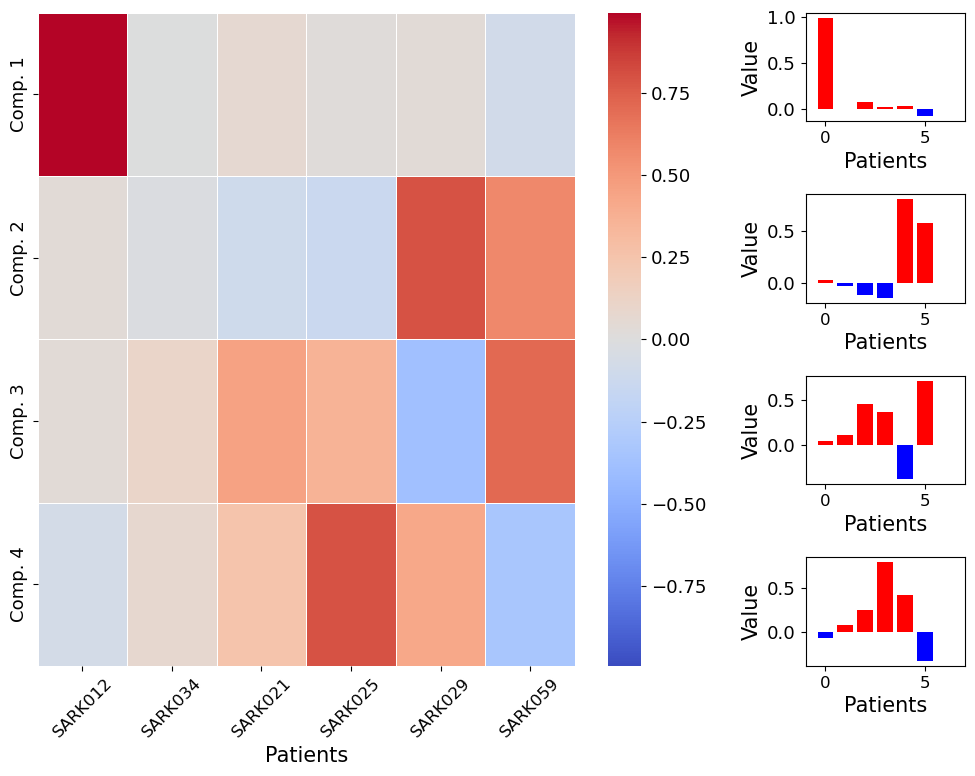 Comp. 1
Comp. 2
Comp. 3
Comp. 4
SARK012
SARK034
SARK021
SARK025
SARK029
SARK059
Patients
0.75
0.50
0.25
0.00
−0.25
−0.50
−0.75
Value
1.0
0.5
0.0
0
5
Patients
Value
0.5
0.0
0
5
Patients
Value
0.5
0.0
0
5
Patients
Value
0.5
0.0
0
5
Patients